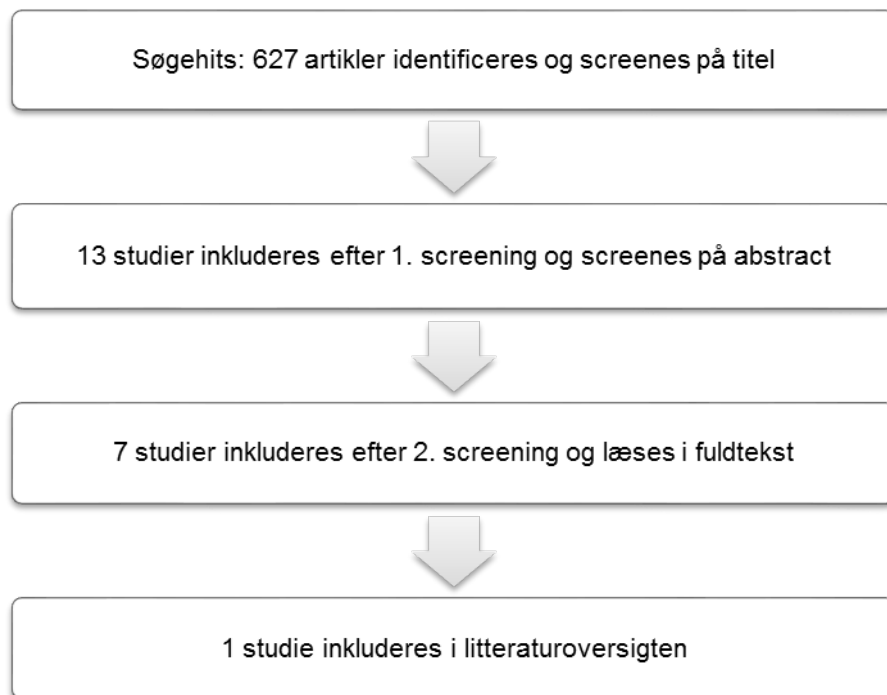 Søgehits: 627 artikler identificeres og screenes på titel
13 studier inkluderes efter 1. screening og screenes på abstract
7 studier inkluderes efter 2. screening og læses i fuldtekst
1 studie inkluderes i litteraturoversigten